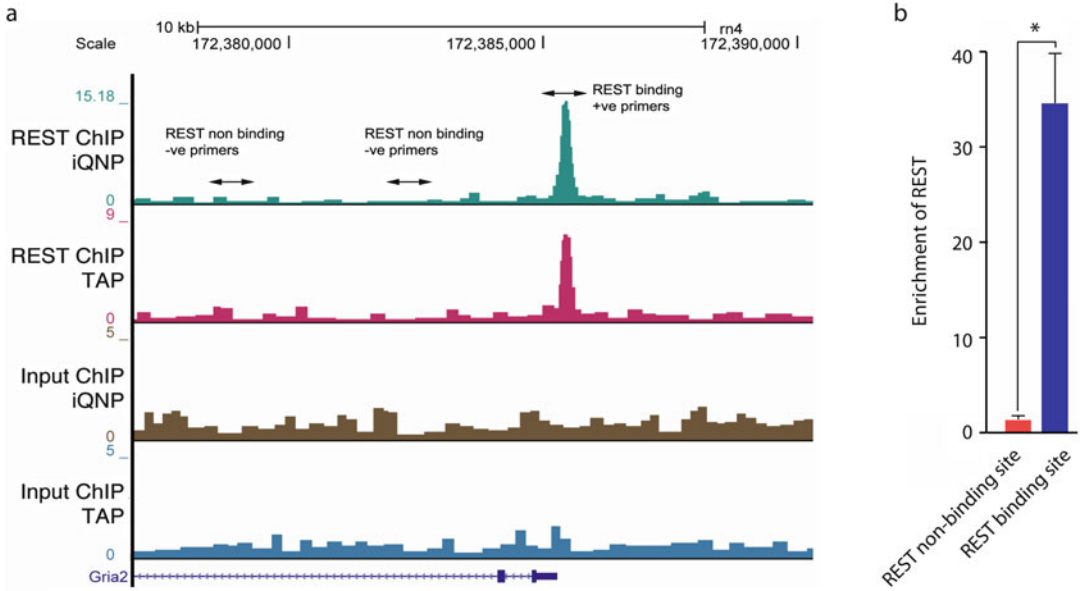 a
10 kb
rn4
Scale
172,380,000
172,385,000
172,390,000
15.18
REST ChIP
iQNP
0
REST non binding
-ve primers
REST non binding
-ve primers
REST binding
+ve primers
9
REST ChIP
TAP
0
5
Input ChIP
iQNP
0
5
Input ChIP
TAP
0
Gria2
b
*
Enrichment of REST
40
30
20
10
0
REST non-binding site
REST binding site